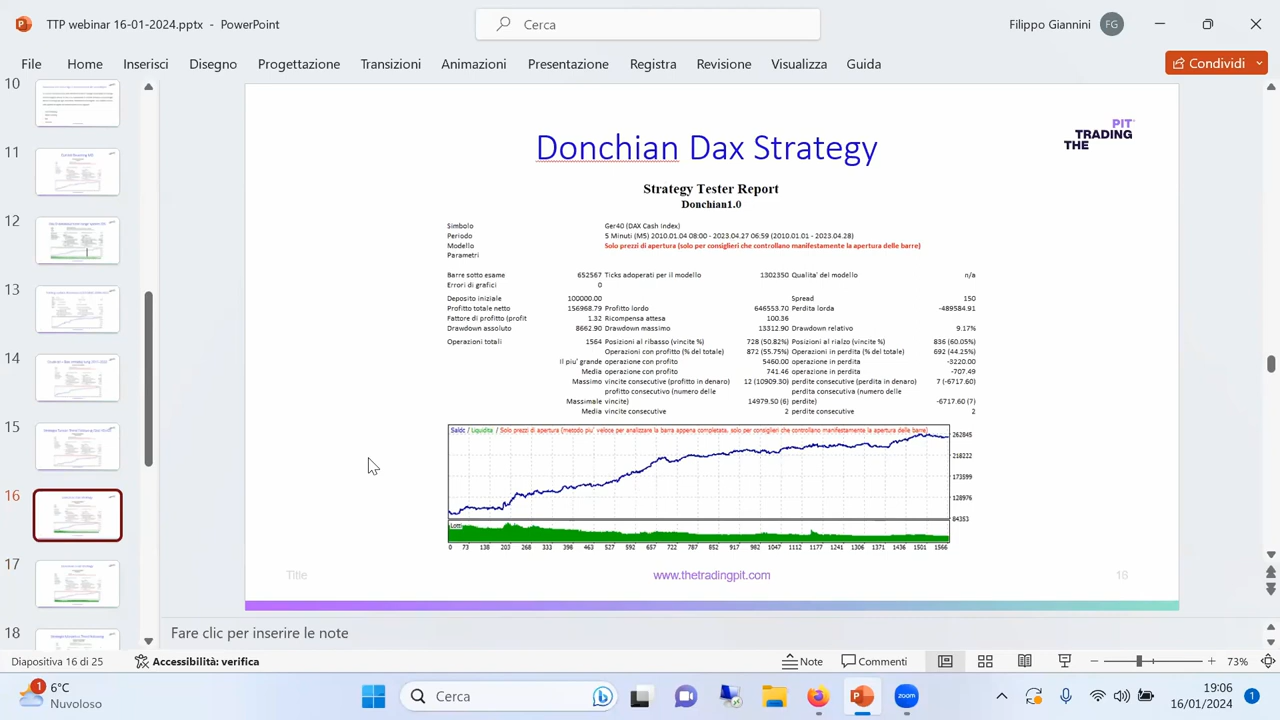 TTP webinar 16-01-2024.pptx - PowerPoint
Cerca
Filippo Giannini
FG
File Home Inserisci Disegno Progettazione Transizioni Animazioni Presentazione Registra Revisione Visualizza Guida
Condividi
10
11
12
13
14
15
16
18
PIT
TRADING
THE
Donchian Dax Strategy
Strategy Tester Report
Donchian1.0
Simbolo Ger40 (DAX Cash Index)
Periodo 5 Minuti (M5) 2010.01.04 08:00 - 2023.04.27 06:59 (2010.01.01 - 2023.04.28)
Modello Solo prezzi di apertura (solo per consiglieri che controllano manifestamente la apertura delle barre)
Parametri
Barre sotto esame 652567 Ticks adoperati per il modello 1302350 Qualita' del modello n/a
Errori di grafici 0
Deposito iniziale 100000.00 Spread 150
Profitto totale netto 156968.79 Profitto lordo 646553.70 Perdita lorda -489584.91
Fattore di profitto (profit 1.32 Ricompensa attesa 100.36
Drawdown assoluto 8662.90 Drawdown massimo 13312.90 Drawdown relativo 9.17%
Operazioni totali 1564 Posizioni al ribasso (vincite %) 728 (50.82%) Posizioni al rialzo (vincite %) 836 (60.05%)
Operazioni con profitto (% del totale) 872 (55.75%) Operazioni in perdita (% del totale) 692 (44.25%)
Il piu' grande operazione con profito 5460.00 operazione in perdita -3220.00
Media operazione con profito 741.46 operazione in perdita -707.49
Massimo vincite consecutive (profitto in denaro) 12 (10909.30) perdite consecutive (perdita in denaro) 7 (-6717.60)
profitto consecutivo (numero delle perdita consecutiva (numero delle
Massimale vincite) 14979.50 (6) perdite) -6717.60 (7)
Media vincite consecutive 2 perdite consecutive 2
Saldc / Liquidite / Solo prezzi di apertura (metodo piu' veloce per analizzare la barra appena completata, solo per consiglieri che controllano manifestamente la apertura delle barre)
262845
218222
173599
128976
84353
Lotti
0 73 138 203 268 333 398 463 527 592 657 722 787 852 917 982 1047 1112 1177 1241 1306 1371 1436 1501 1566
Title
www.thetradingpit.com
Fare clic per inserire le note
Diapositiva 16 di 25
Accessibilità: verifica
Note
Commenti
73%
1
6°C
Nuvoloso
Cerca
zoom
19:06
16/01/2024
1